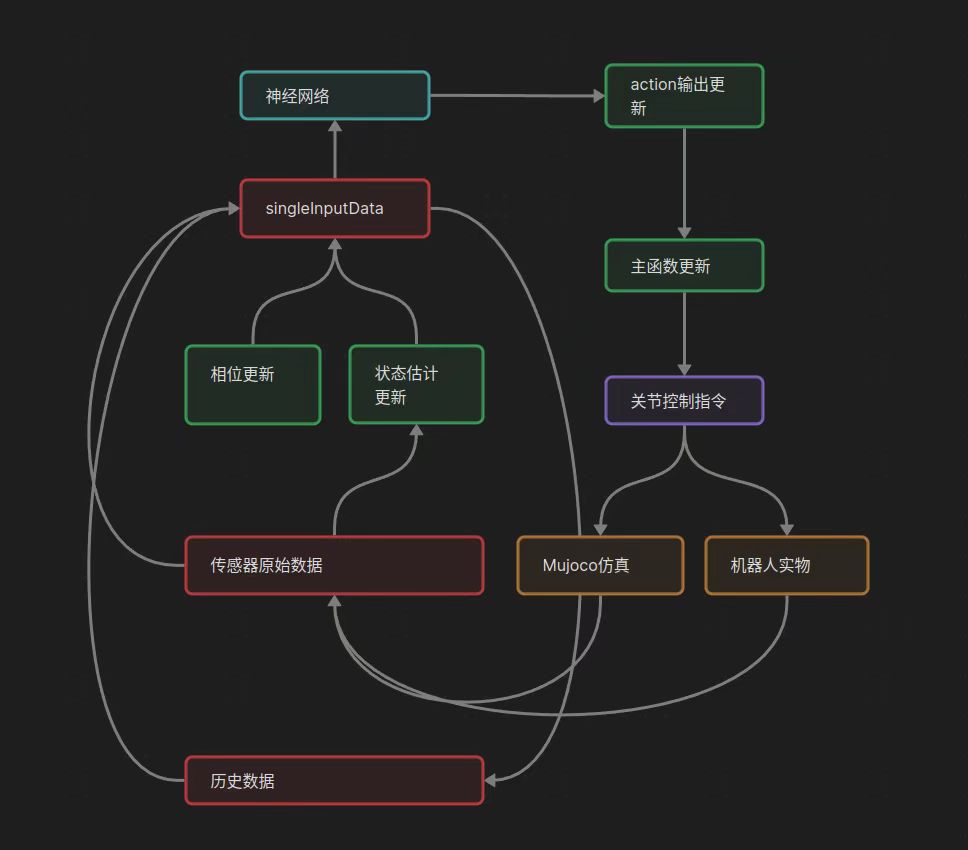 神经网络
action输出更
新
singleInputData
主函数更新
相位更新
状态估计
更新
关节控制指令
传感器原始数据
Mujoco仿真
机器人实物
历史数据